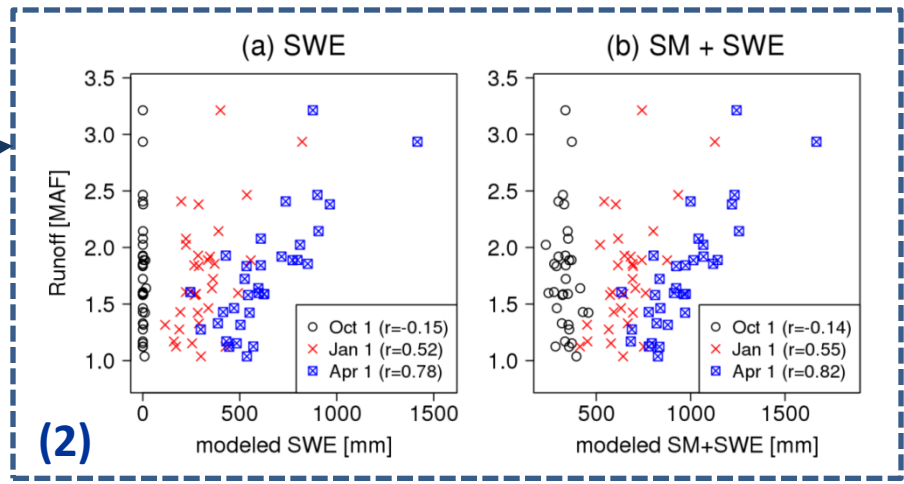 (a) SWE
(b) SM + SWE
Runoff [MAF]
3.5
3.0
2.5
2.0
1.5
1.0
0 500 1000 1500
modeled SWE [mm]
Oct 1 (r=-0.15)
Jan 1 (r=0.52)
Apr 1 (r=0.78)
3.5
3.0
2.5
2.0
1.5
1.0
500 1000 1500
modeled SM+SWE [mm]
Oct 1 (r=-0.14)
Jan 1 (r=0.55)
Apr 1 (r=0.82)
(2)